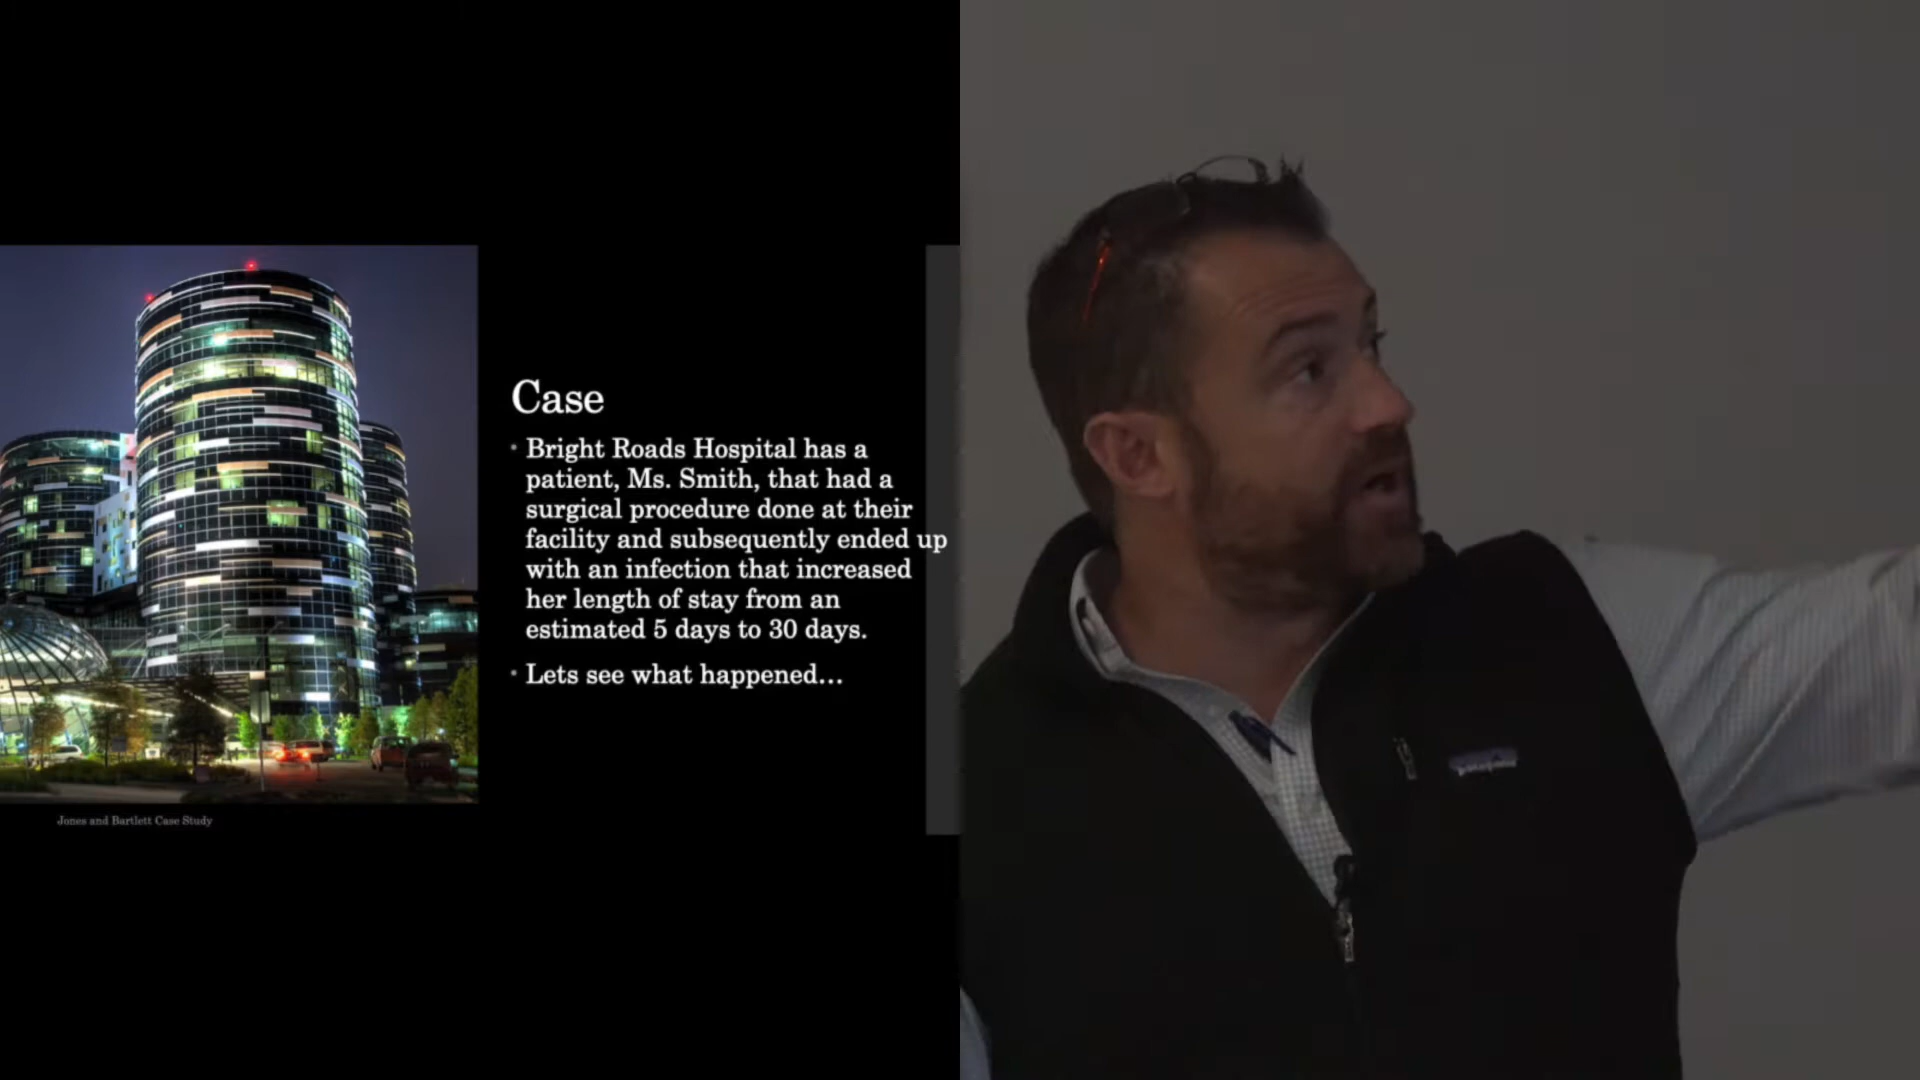 Case
• Bright Roads Hospital has a
patient, Ms. Smith, that had a
surgical procedure done at their
facility and subsequently ended up
with an infection that increased
her length of stay from an
estimated 5 days to 30 days.
• Lets see what happened...
Jones and Bartlett Case Study